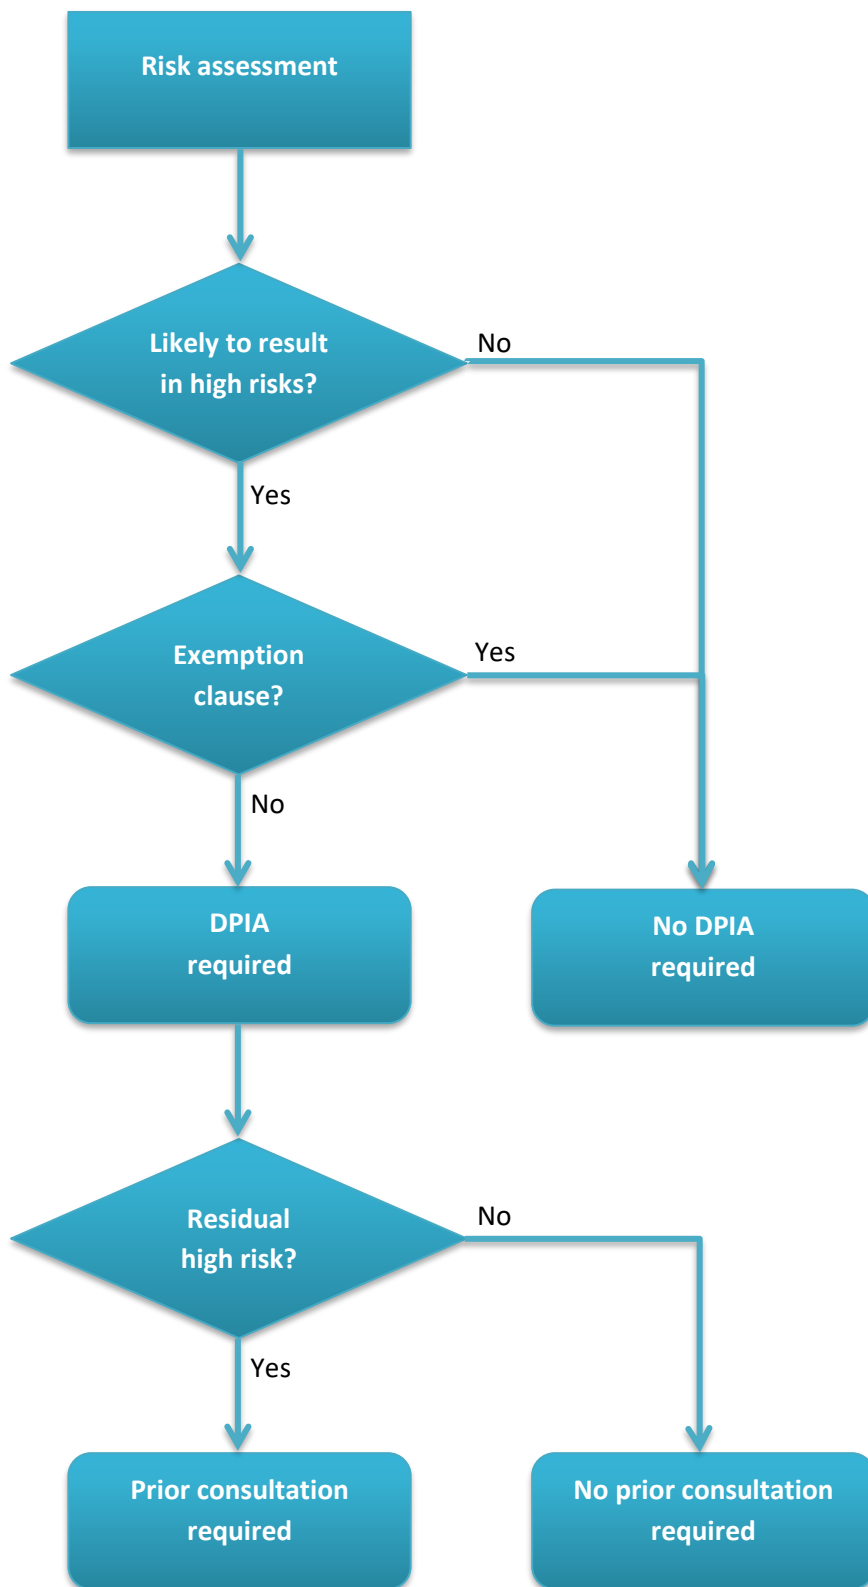 Risk assessment
Likely to result
in high risks?
No
Yes
Exemption
clause?
Yes
No
DPIA
required
No DPIA
required
Residual
high risk?
No
Yes
Prior consultation
required
No prior consultation
required